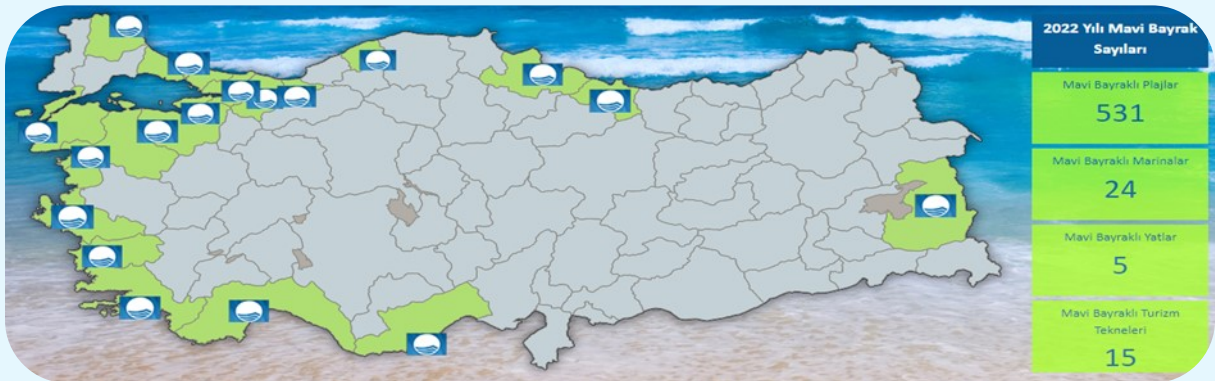 2022 Yılı Mavi Bayrak
Sayıları
Mavi Bayraklı Plajlar
531
Mavi Bayraklı Marinalar
24
Mavi Bayraklı Yatlar
5
Mavi Bayraklı Turizm
Tekneleri
15